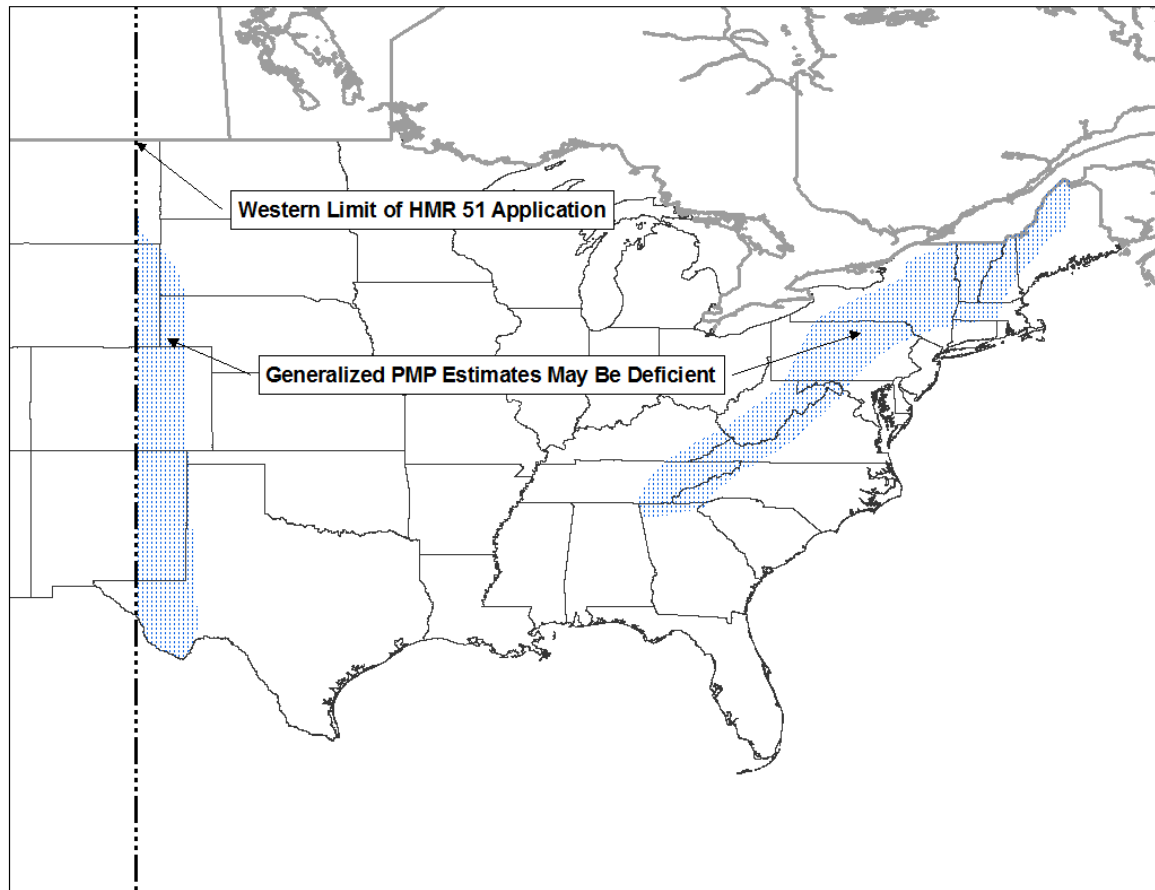 Western Limit of HMR 51 Application
Generalized PMP Estimates May Be Deficient